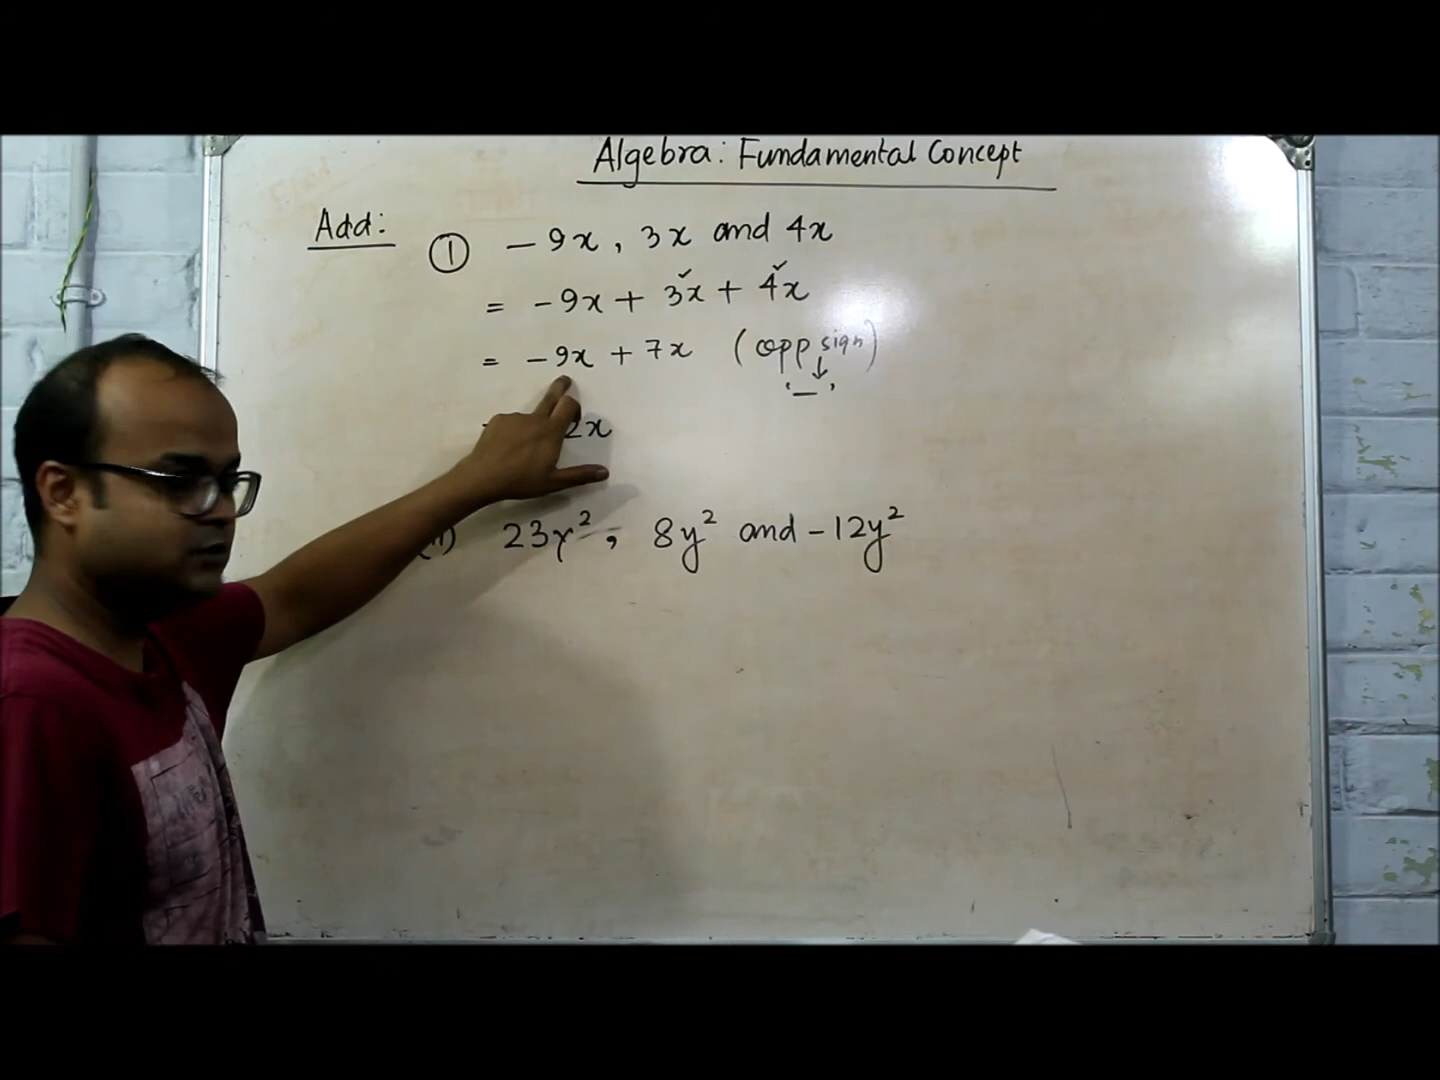 Algebra: Fundamental Concept
Add:
① - 9x, 3x and 4x
= - 9x + 3x + 4x
= - 9x + 7x (opp sign)
↓
'—'
2x
23y², 8y² and -12y²